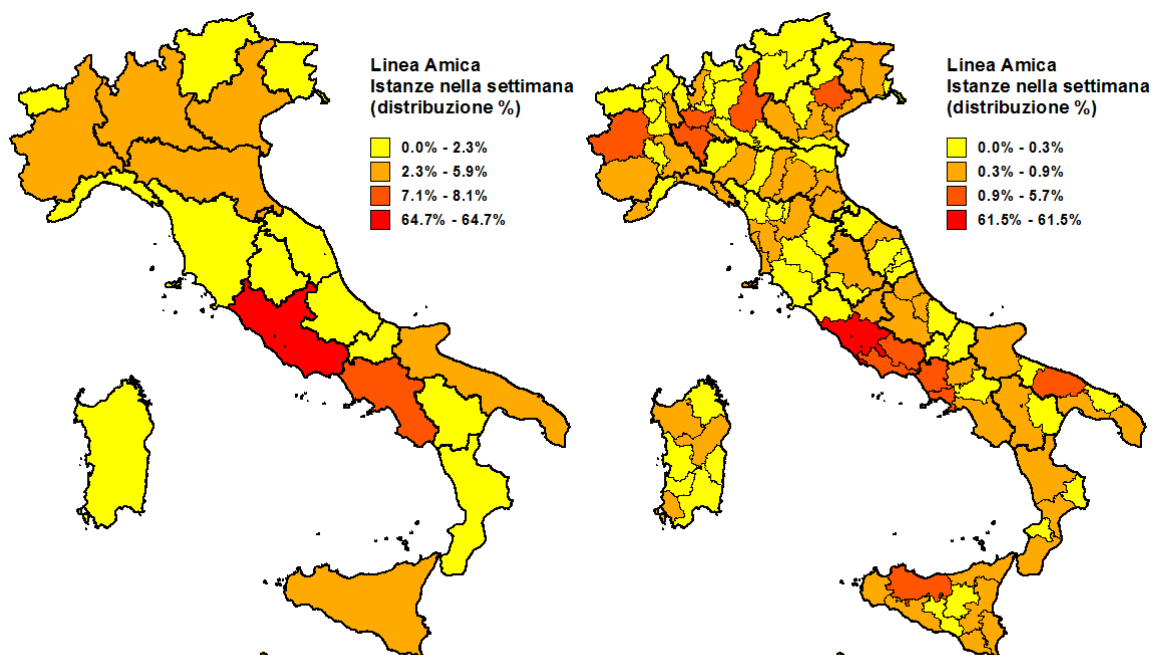 Linea Amica
Istanze nella settimana
(distribuzione %)
0.0% - 2.3%
2.3% - 5.9%
7.1% - 8.1%
64.7% - 64.7%
Linea Amica
Istanze nella settimana
(distribuzione %)
0.0% - 0.3%
0.3% - 0.9%
0.9% - 5.7%
61.5% - 61.5%